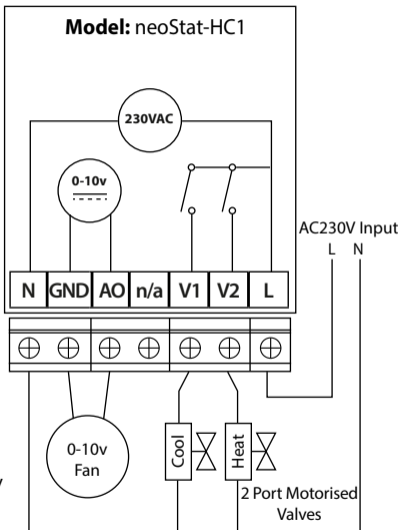 Model: neoStat-HC1
230VAC
0-10v
AC230V Input
L N
N GND AO n/a V1 V2 L
0-10v
Fan
Cool
Heat
2 Port Motorised
Valves